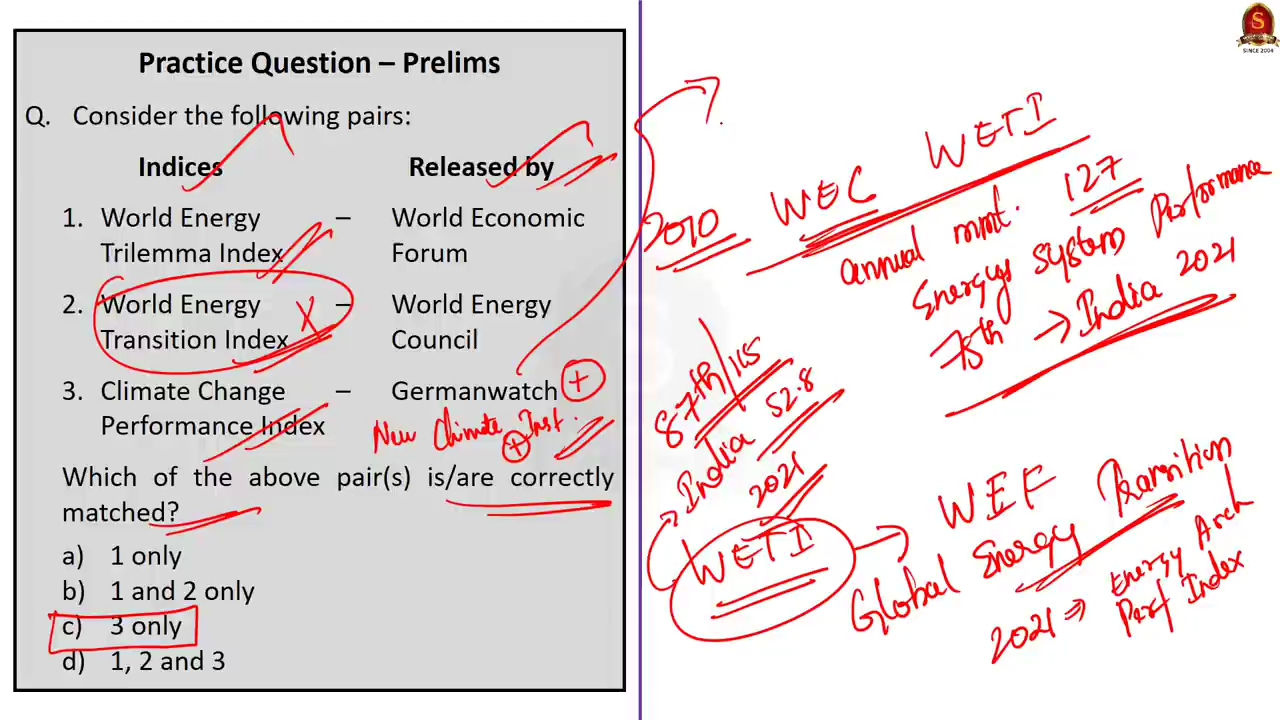 Practice Question – Prelims
Q. Consider the following pairs:
Indices Released by
1. World Energy Trilemma Index – World Economic Forum
2. World Energy Transition Index – World Energy Council
3. Climate Change Performance Index – Germanwatch
New Climate Inst.
Which of the above pair(s) is/are correctly
matched?
a) 1 only
b) 1 and 2 only
c) 3 only
d) 1, 2 and 3
S
SINCE 2004
2010 WEC WETI
annual mmt. 127
Energy System Performance
75th → India 2021
87th/115
India 52.8
2021
WETI
WEF
Global Energy Transition
2021 ⇒ Energy Arch
Perf Index